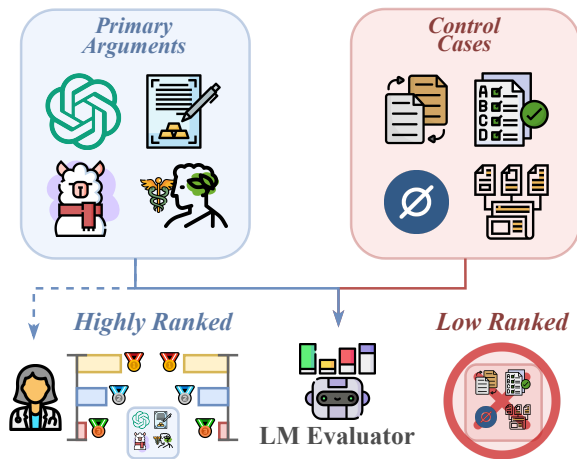 Primary
Arguments
Control
Cases
A
B
C
D
Highly Ranked
Low Ranked
LM Evaluator